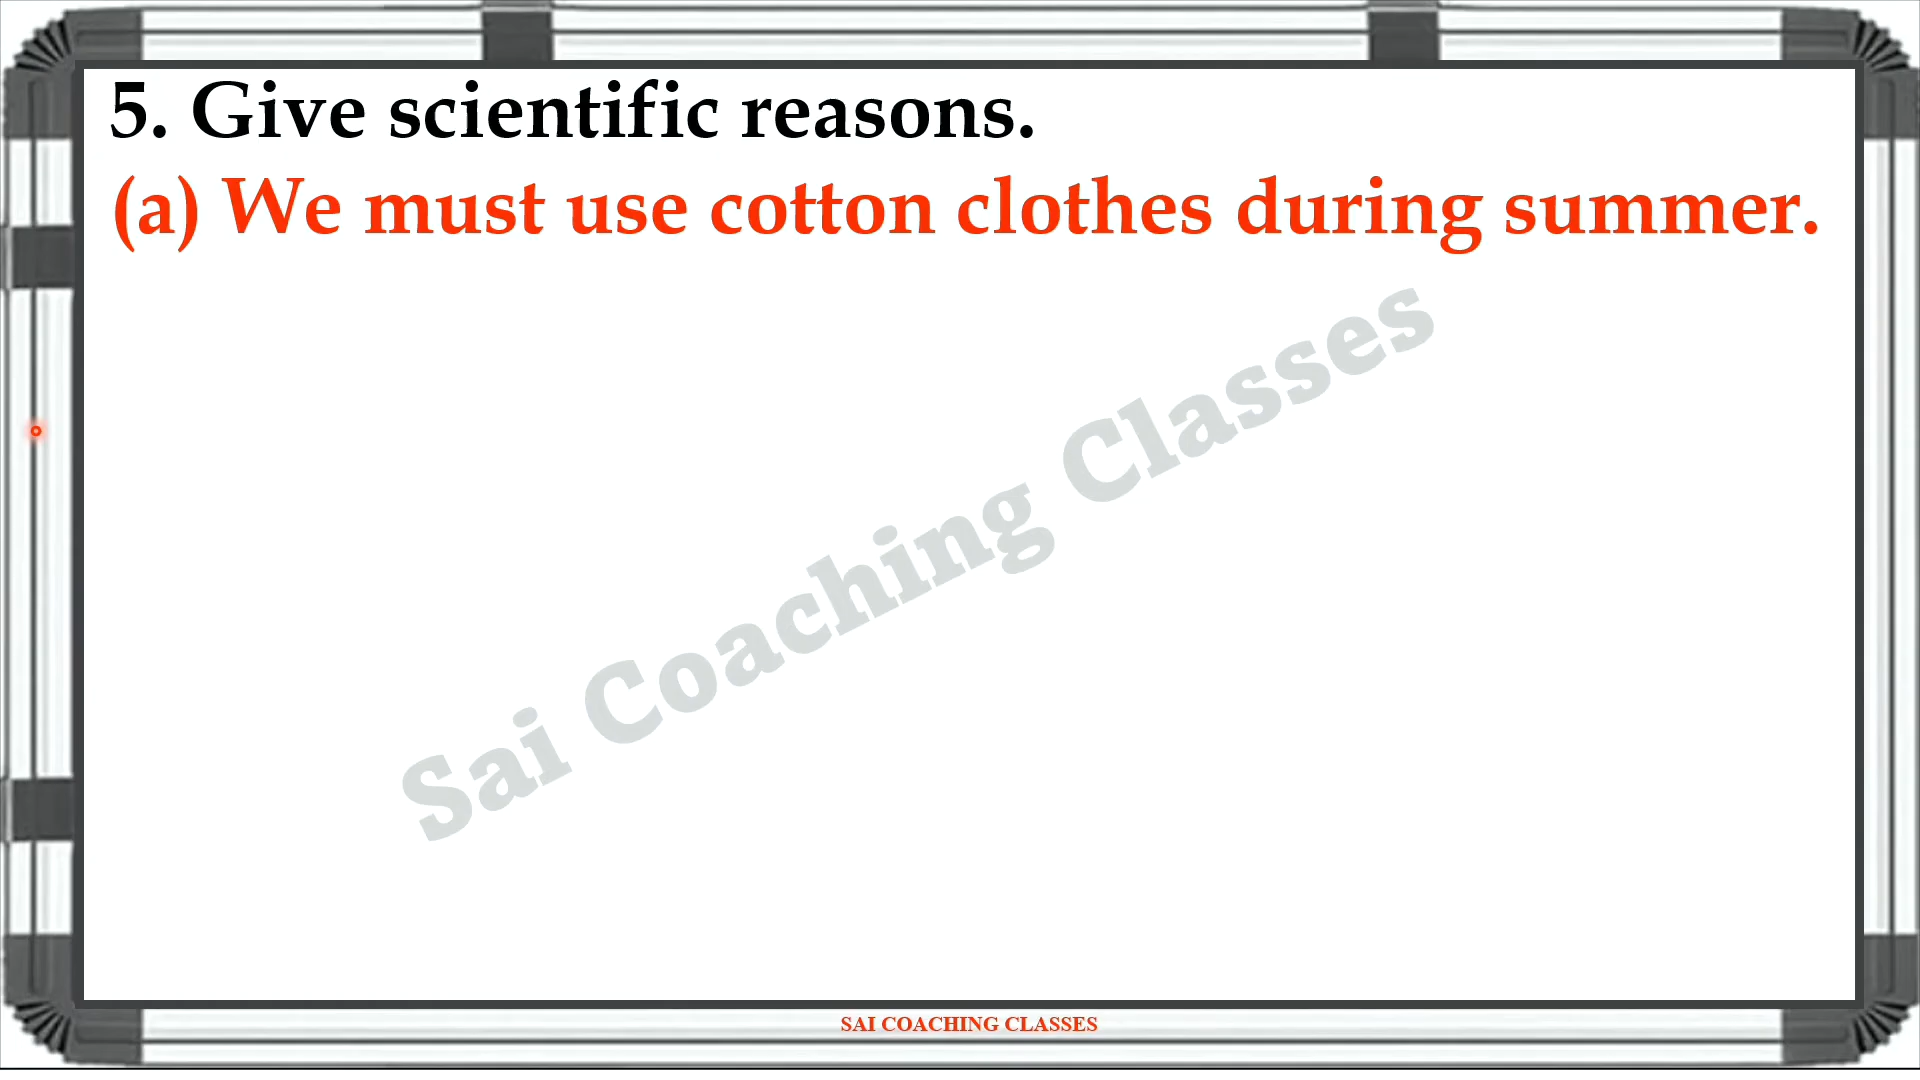 5. Give scientific reasons.
(a) We must use cotton clothes during summer.
Sai Coaching Classes
SAI COACHING CLASSES